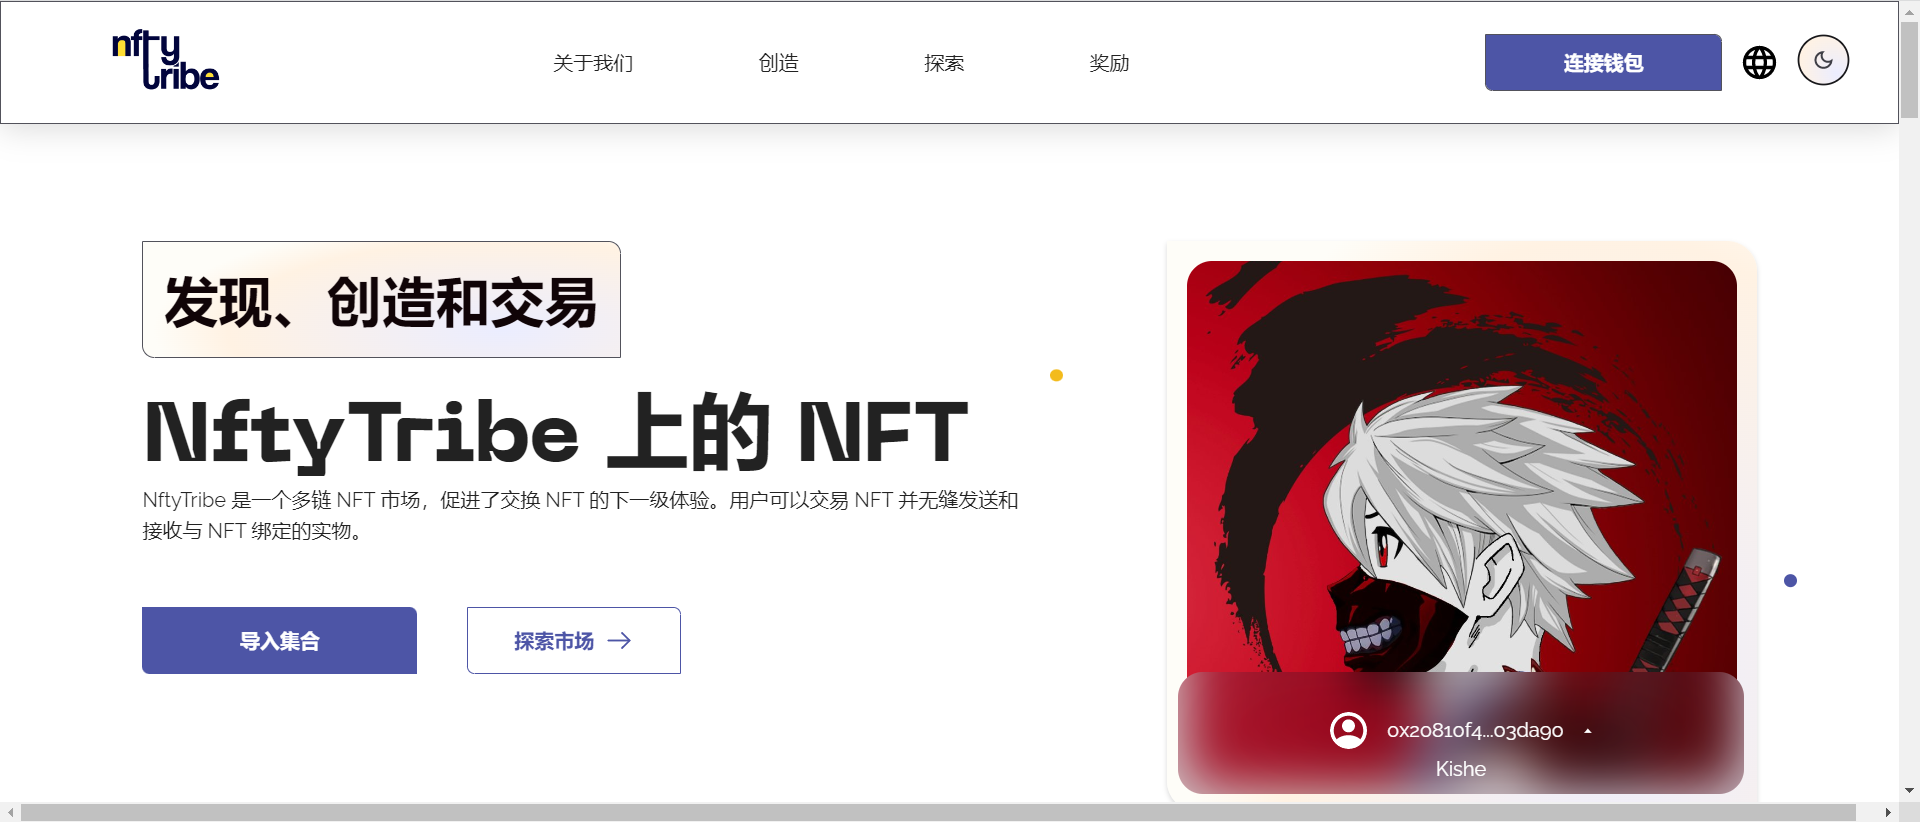 nfty
tribe
关于我们
创造
探索
奖励
连接钱包
发现、创造和交易
NftyTribe 上的 NFT
NftyTribe 是一个多链 NFT 市场，促进了交换 NFT 的下一级体验。用户可以交易 NFT 并无缝发送和
接收与 NFT 绑定的实物。
导入集合
探索市场
0x20810f4...03da90
Kishe